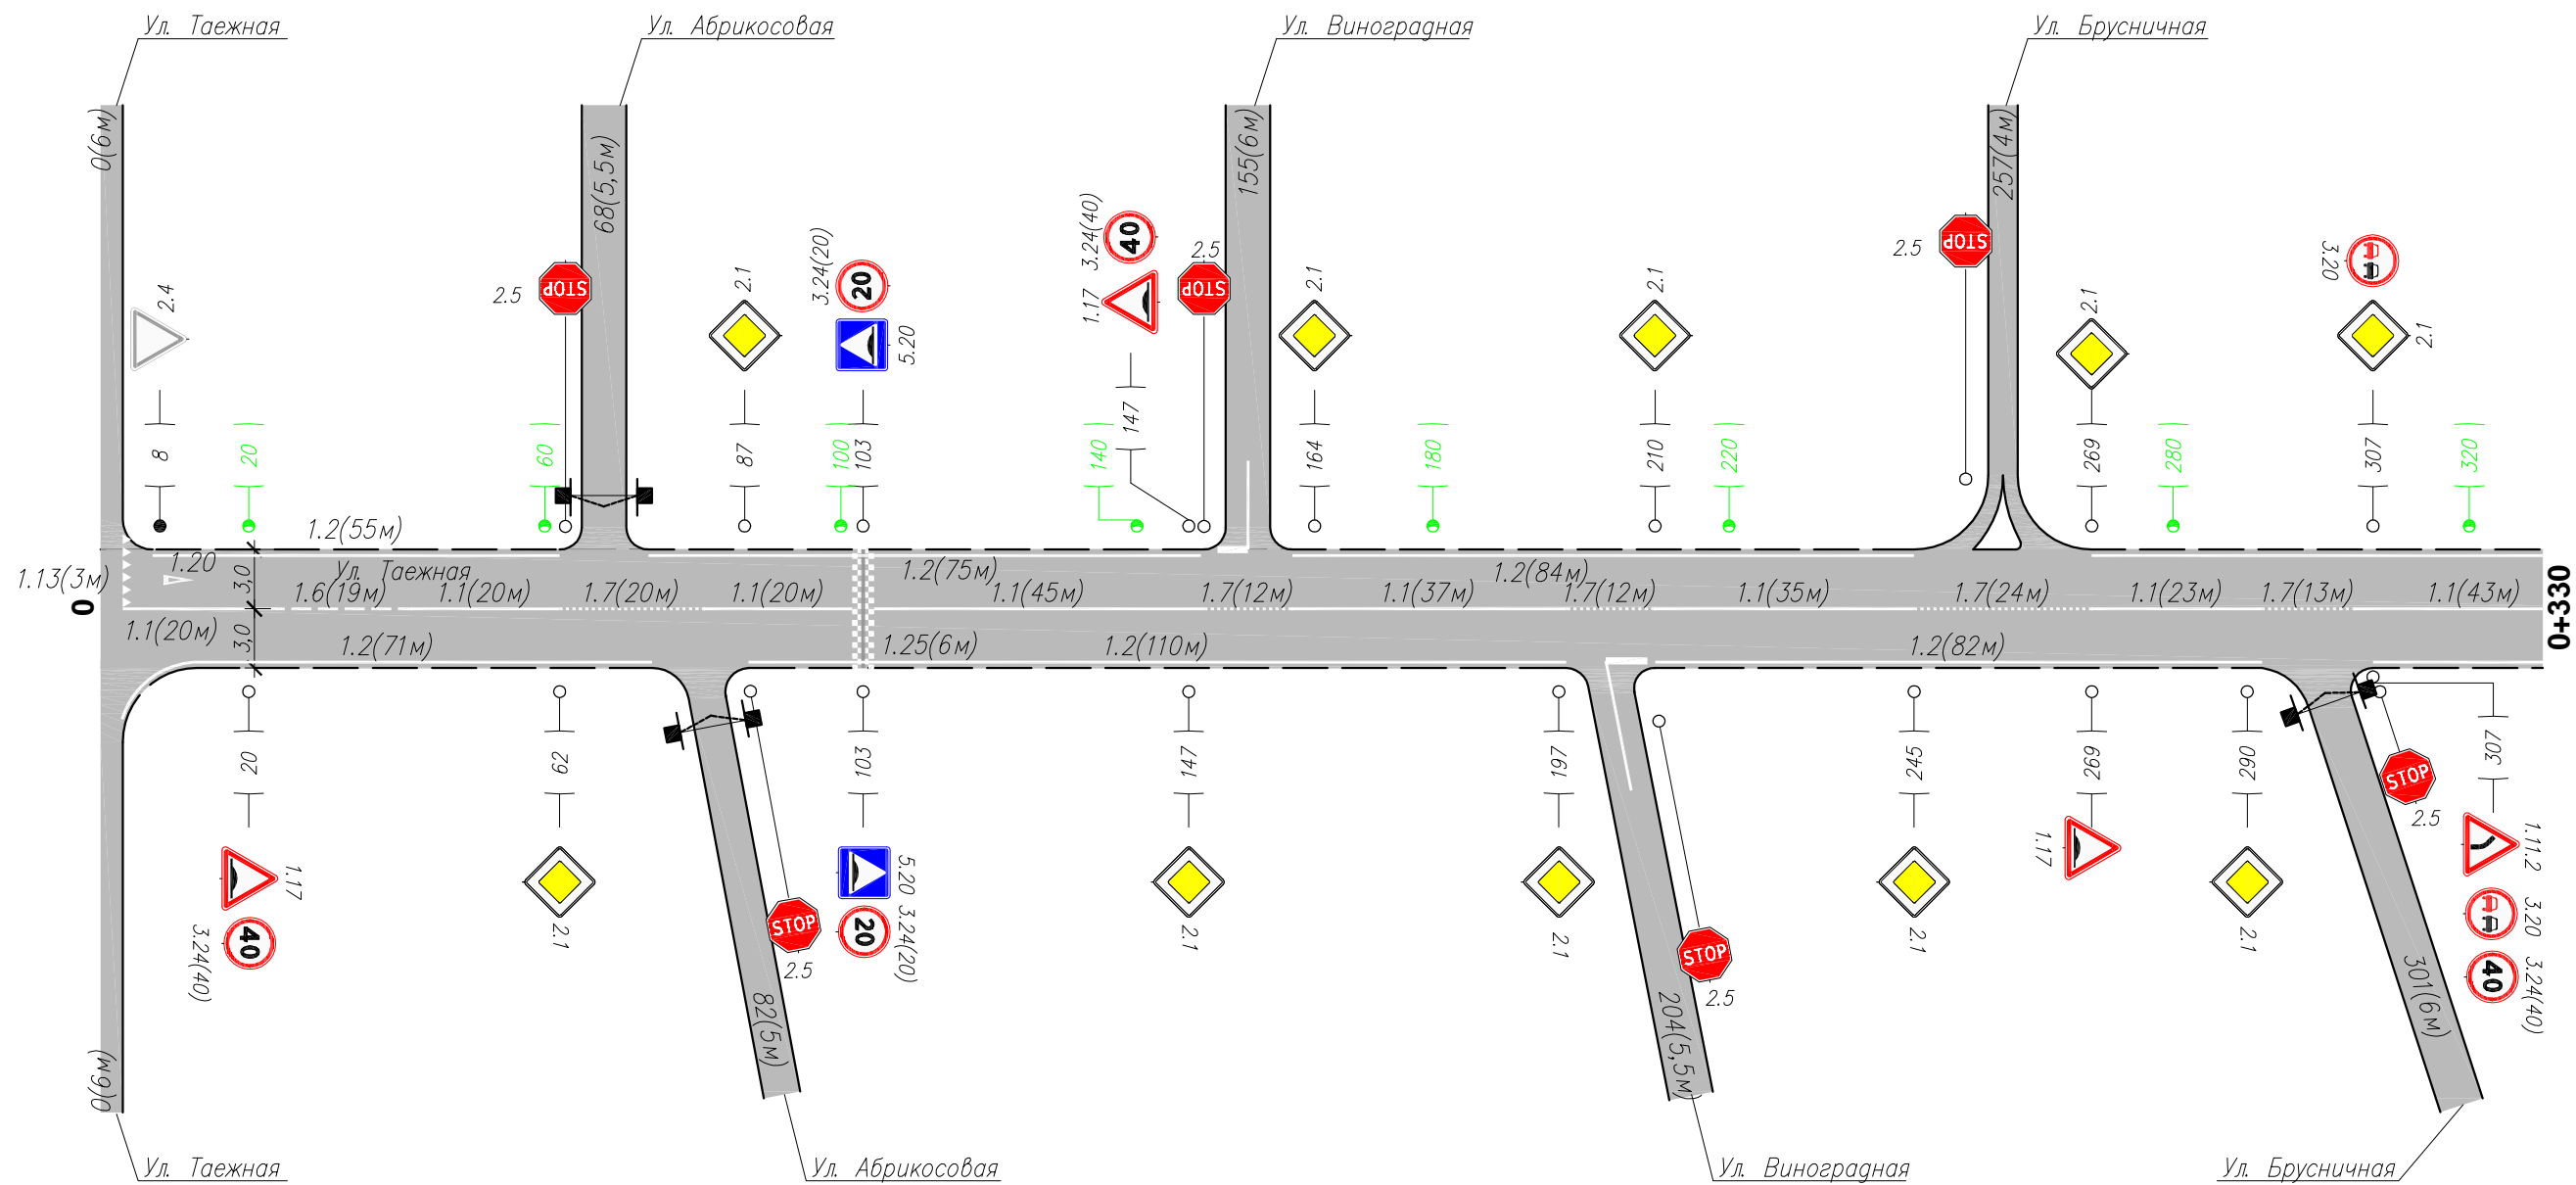 Ул. Таежная
Ул. Абрикосовая
Ул. Виноградная
Ул. Брусничная
0(6м)
68(5,5м)
155(6м)
257(4м)
2.4
2.5
STOP
2.1
3.24(20)
20
5.20
3.24(40)
40
1.17
2.5
STOP
2.1
2.1
2.5
STOP
2.1
3.20
2.1
8
20
60
87
100
103
140
147
164
180
210
220
269
280
307
320
1.2(55м)
1.20
Ул. Таежная
3,0
1.2(75м)
1.2(84м)
1.13(3м)
0
1.6(19м)
1.1(20м)
1.7(20м)
1.1(20м)
1.1(45м)
1.7(12м)
1.1(37м)
1.7(12м)
1.1(35м)
1.7(24м)
1.1(23м)
1.7(13м)
1.1(43м)
0+330
1.1(20м)
3,0
1.2(71м)
1.25(6м)
1.2(110м)
1.2(82м)
20
62
103
147
197
245
269
290
307
1.17
40
3.24(40)
2.1
STOP
2.5
5.20
3.24(20)
20
2.1
2.1
STOP
2.5
2.1
1.17
2.1
STOP
2.5
1.11.2
3.20
3.24(40)
40
0(6м)
82(5м)
204(5,5м)
301(6м)
Ул. Таежная
Ул. Абрикосовая
Ул. Виноградная
Ул. Брусничная